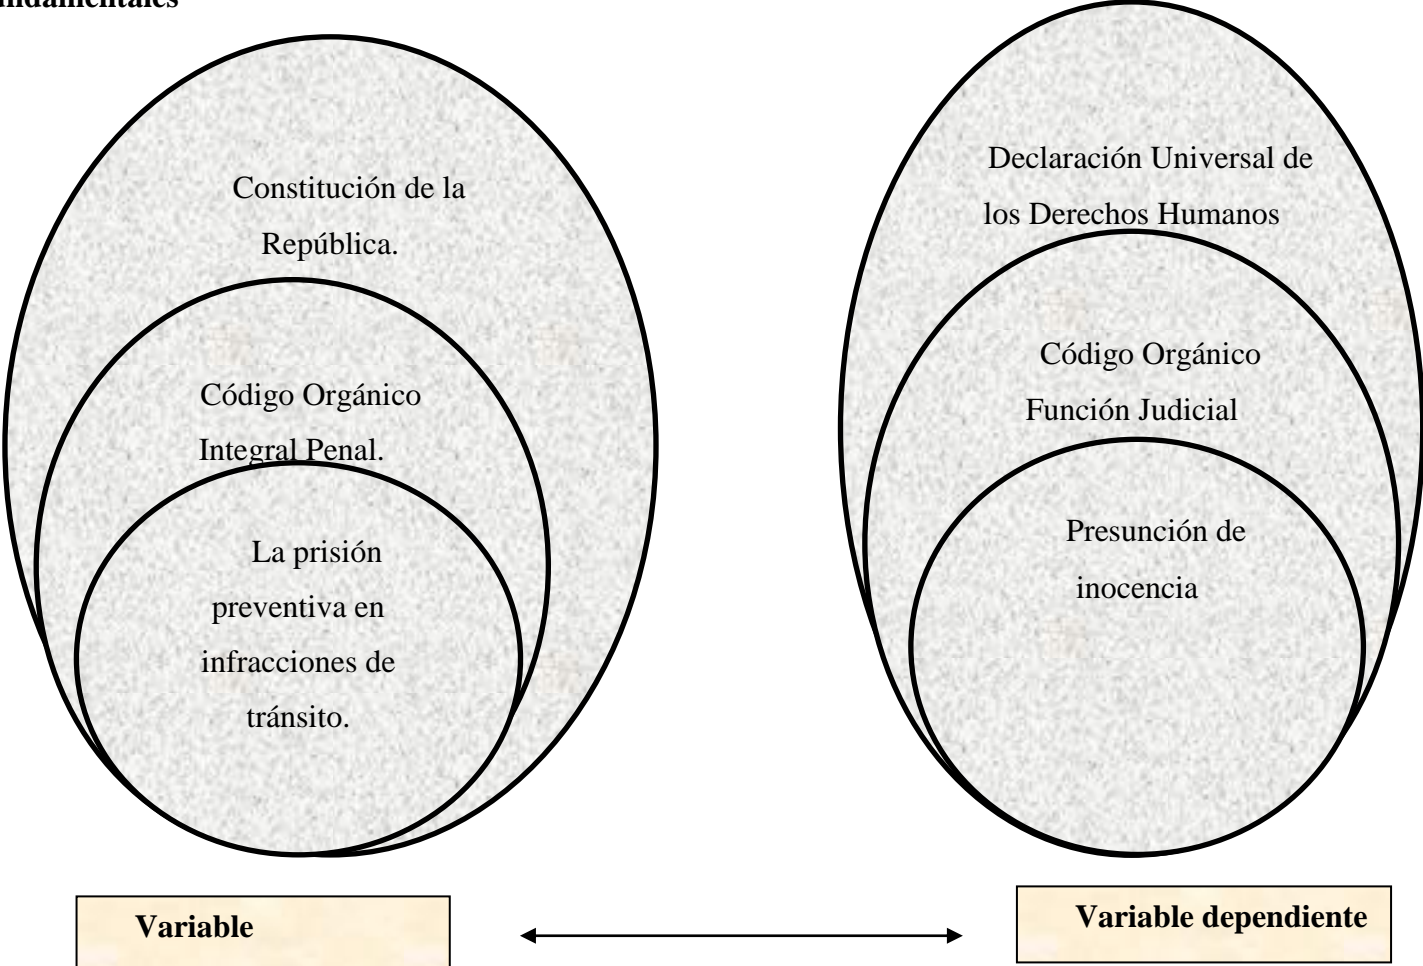 Constitución de la
República.
Código Orgánico
Integral Penal.
La prisión
preventiva en
infracciones de
tránsito.
Declaración Universal de
los Derechos Humanos
Código Orgánico
Función Judicial
Presunción de
inocencia
Variable
Variable dependiente